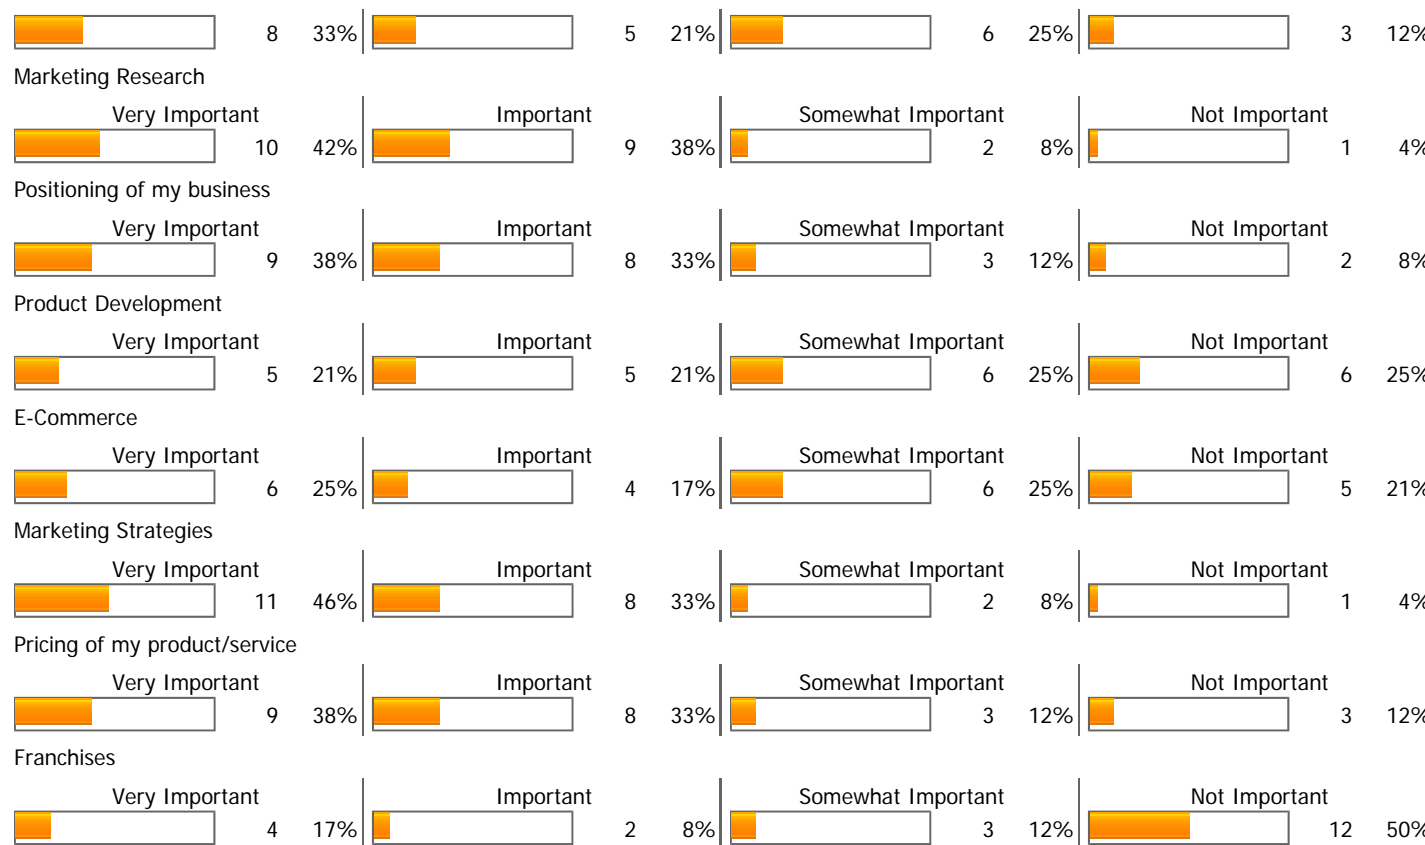 8 33% 5 21% 6 25% 3 12%
Marketing Research
Very Important Important Somewhat Important Not Important
10 42% 9 38% 2 8% 1 4%
Positioning of my business
Very Important Important Somewhat Important Not Important
9 38% 8 33% 3 12% 2 8%
Product Development
Very Important Important Somewhat Important Not Important
5 21% 5 21% 6 25% 6 25%
E-Commerce
Very Important Important Somewhat Important Not Important
6 25% 4 17% 6 25% 5 21%
Marketing Strategies
Very Important Important Somewhat Important Not Important
11 46% 8 33% 2 8% 1 4%
Pricing of my product/service
Very Important Important Somewhat Important Not Important
9 38% 8 33% 3 12% 3 12%
Franchises
Very Important Important Somewhat Important Not Important
4 17% 2 8% 3 12% 12 50%